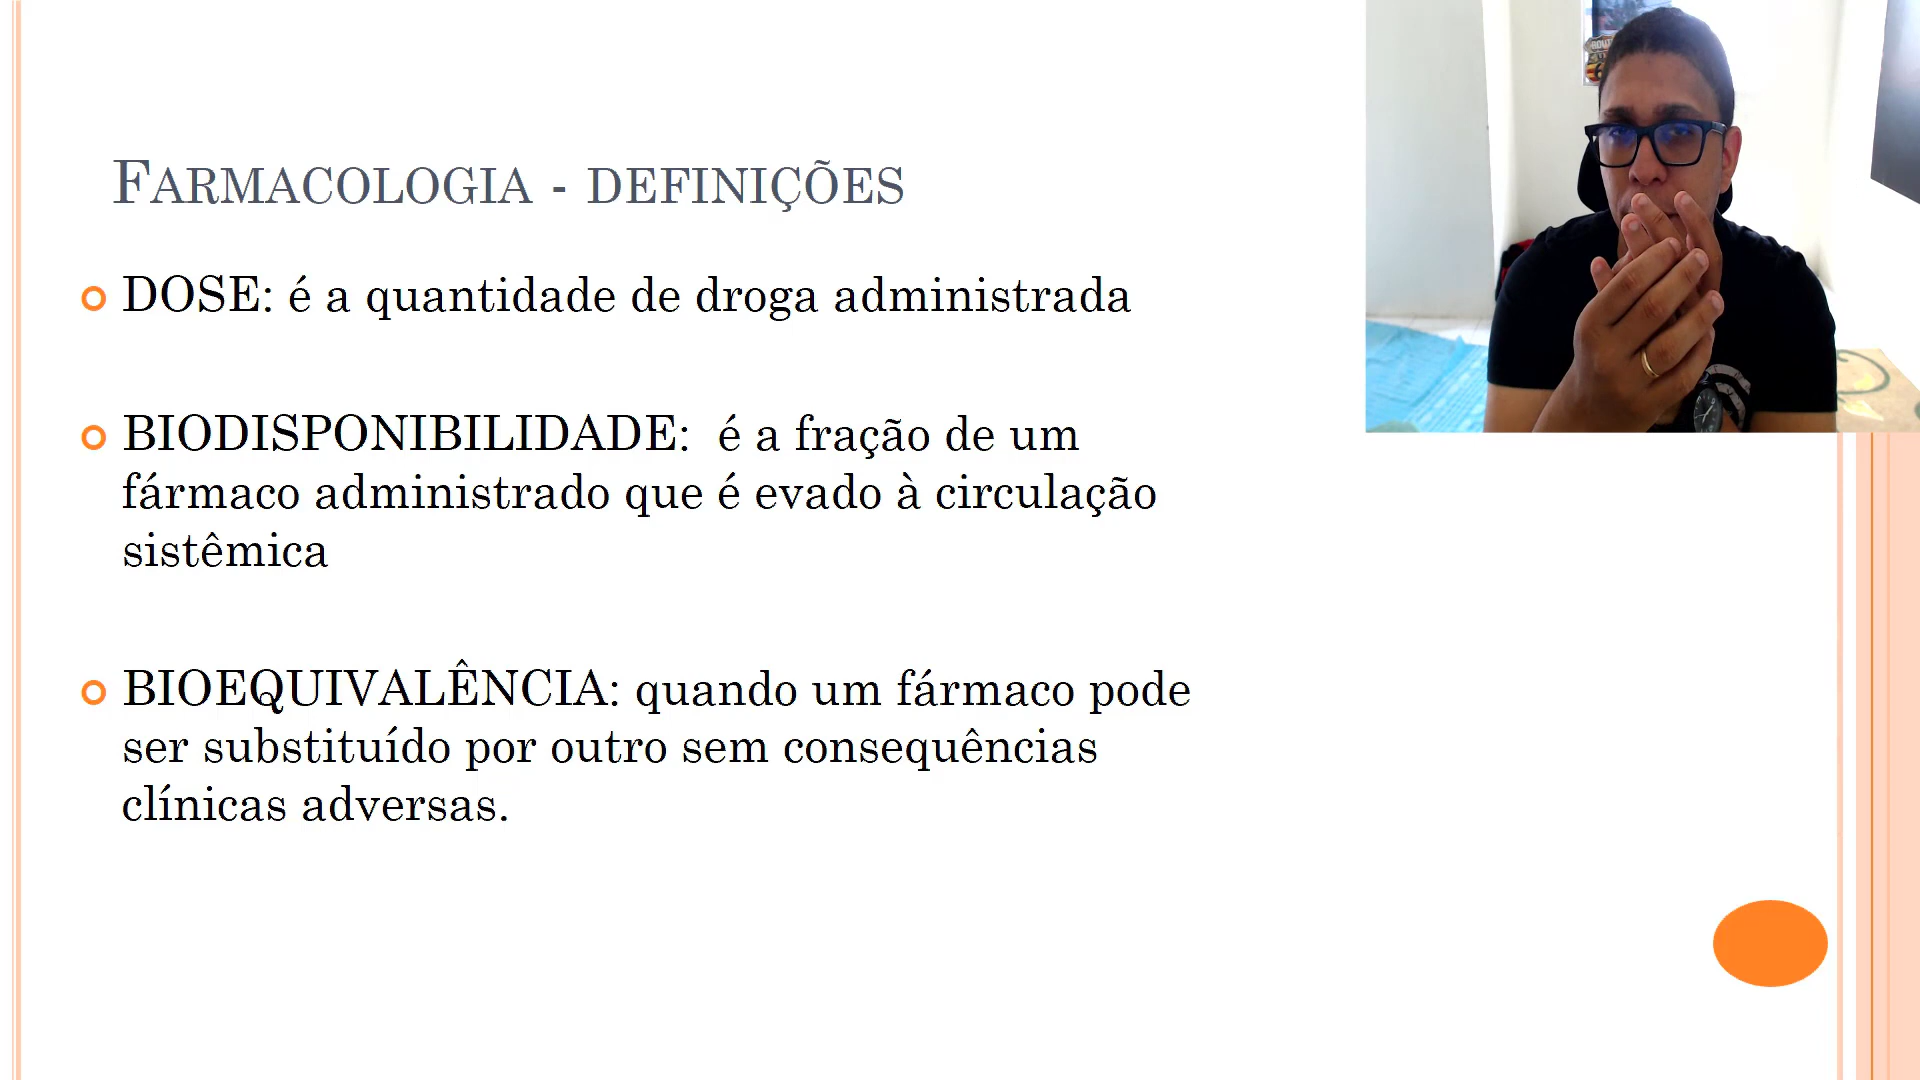 FARMACOLOGIA - DEFINIÇÕES
DOSE: é a quantidade de droga administrada
BIODISPONIBILIDADE: é a fração de um
fármaco administrado que é evado à circulação
sistêmica
BIOEQUIVALÊNCIA: quando um fármaco pode
ser substituído por outro sem consequências
clínicas adversas.